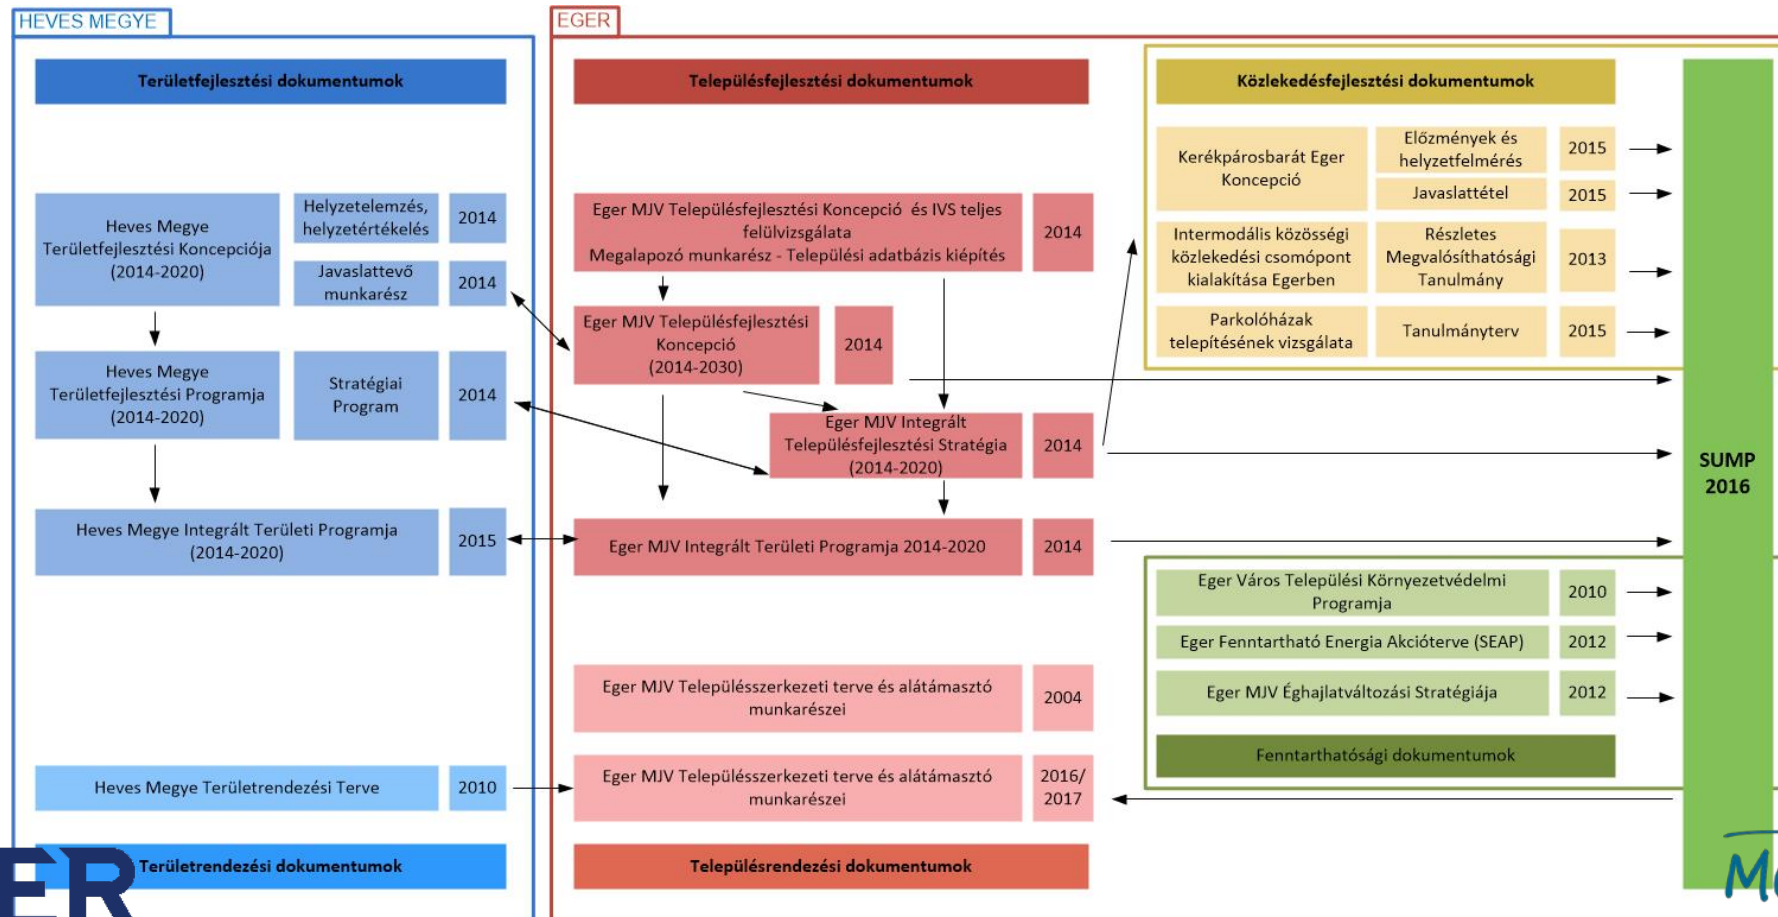 HEVES MEGYE
Területfejlesztési dokumentumok
Heves Megye
Területfejlesztési Koncepciója
(2014-2020)
Helyzetelemzés,
helyzetértékelés
2014
Javaslattevő
munkarész
2014
Heves Megye
Területfejlesztési Programja
(2014-2020)
Stratégiai
Program
2014
Heves Megye Integrált Területi Programja
(2014-2020)
2015
Heves Megye Területrendezési Terve
2010
Területrendezési dokumentumok
EGER
Településfejlesztési dokumentumok
Eger MJV Településfejlesztési Koncepció és IVS teljes
felülvizsgálata
Megalapozó munkarész - Települési adatbázis kiépítés
2014
Eger MJV Településfejlesztési
Koncepció
(2014-2030)
2014
Eger MJV Integrált
Településfejlesztési Stratégia
(2014-2020)
2014
Eger MJV Integrált Területi Programja 2014-2020
2014
Eger MJV Településszerkezeti terve és alátámasztó
munkarészei
2004
Eger MJV Településszerkezeti terve és alátámasztó
munkarészei
2016/
2017
Településrendezési dokumentumok
Közlekedésfejlesztési dokumentumok
Kerékpárosbarát Eger
Koncepció
Előzmények és
helyzetfelmérés
2015
Javaslattétel
2015
Intermodális közösségi
közlekedési csomópont
kialakítása Egerben
Részletes
Megvalósíthatósági
Tanulmány
2013
Parkolóházak
telepítésének vizsgálata
Tanulmányterv
2015
Eger Város Települési Környezetvédelmi
Programja
2010
Eger Fenntartható Energia Akcióterve (SEAP)
2012
Eger MJV Éghajlatváltozási Stratégiája
2012
Fenntarthatósági dokumentumok
SUMP
2016
ER